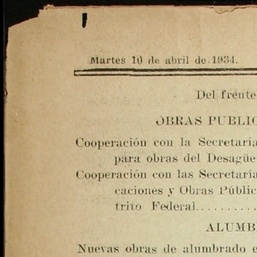 Martes 10 de abril de 1934.
Del frente
OBRAS PUBLIC
Cooperación con la Secretaría
para obras del Desagüe
Cooperación con las Secretaría
caciones y Obras Públic
trito Federal..........
ALUMB
Nuevas obras de alumbrado e